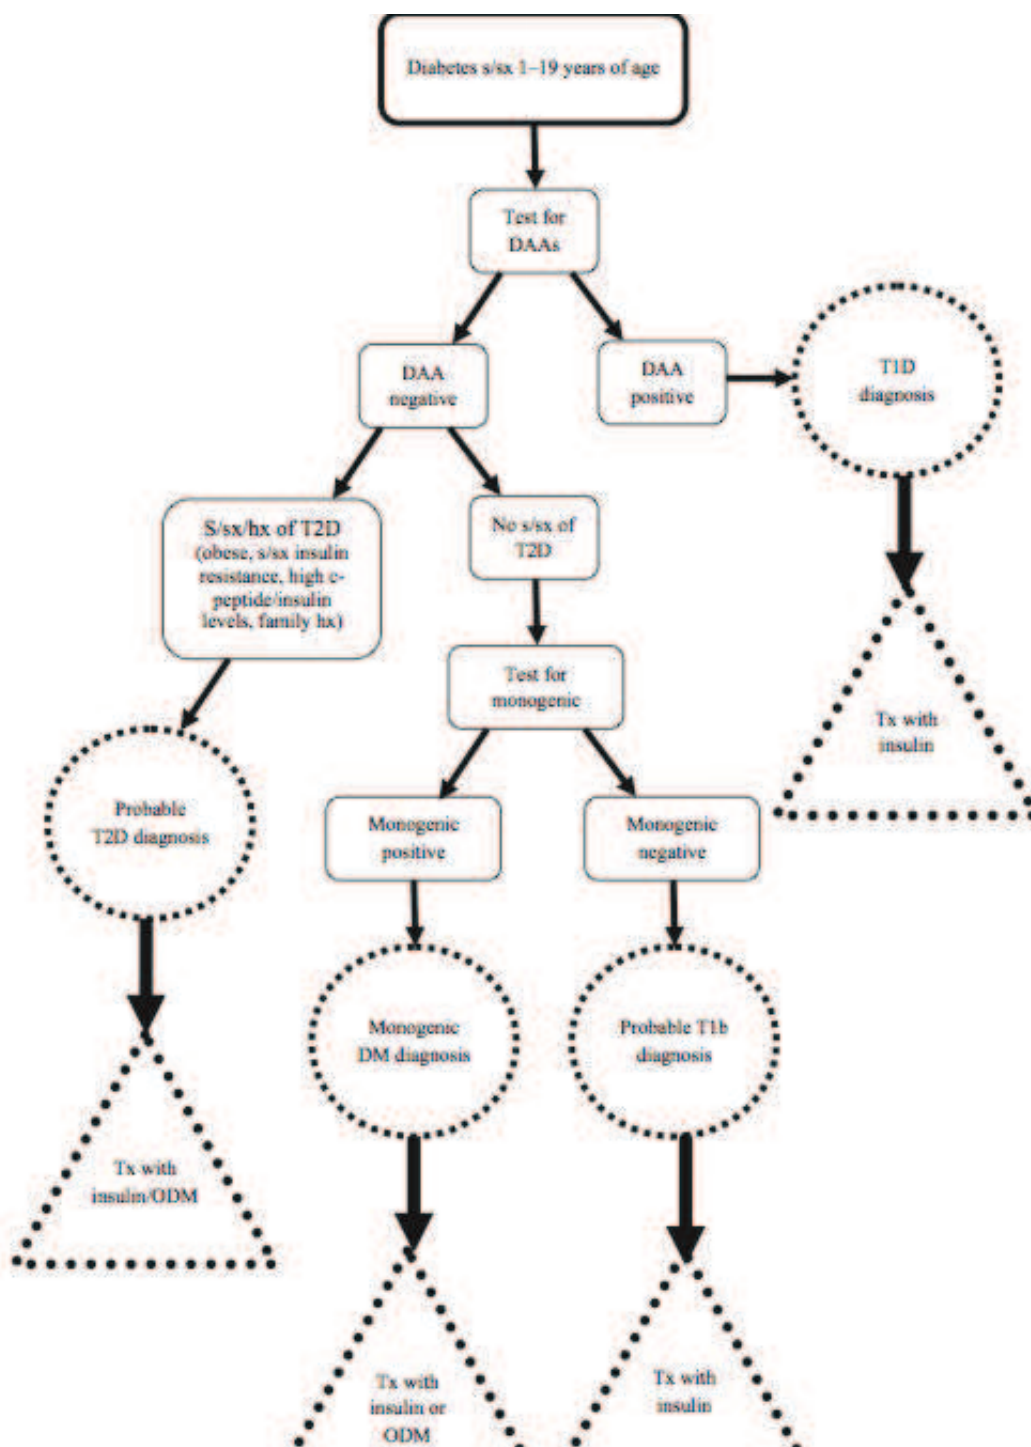 Diabetes s/sx 1–19 years of age
Test for
DAAs
DAA
negative
DAA
positive
T1D
diagnosis
S/sx/hx of T2D
(obese, s/sx insulin
resistance, high c-
peptide/insulin
levels, family hx)
No s/sx of
T2D
Test for
monogenic
Tx with
insulin
Probable
T2D diagnosis
Monogenic
positive
Monogenic
negative
Monogenic
DM diagnosis
Probable T1b
diagnosis
Tx with
insulin/ODM
Tx with
insulin or
ODM
Tx with
insulin